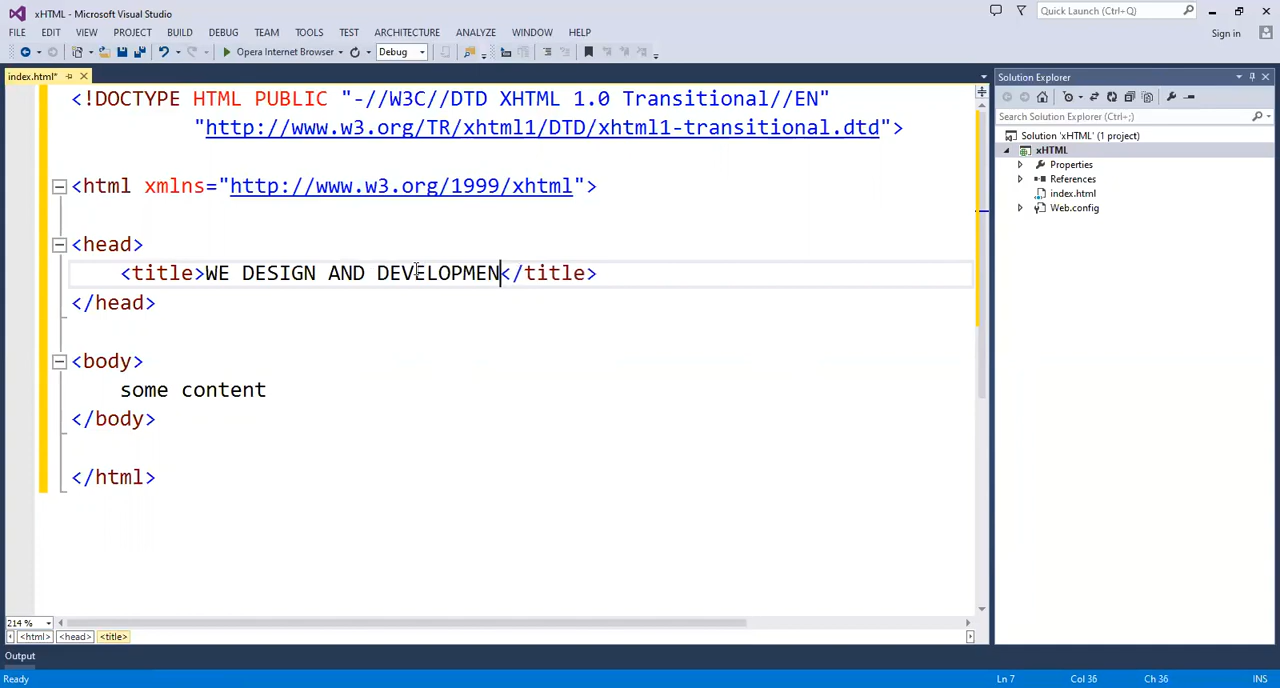 xHTML - Microsoft Visual Studio
Quick Launch (Ctrl+Q)
FILE EDIT VIEW PROJECT BUILD DEBUG TEAM TOOLS TEST ARCHITECTURE ANALYZE WINDOW HELP
Sign in
Opera Internet Browser Debug
index.html*
Solution Explorer
<!DOCTYPE HTML PUBLIC "-//W3C//DTD XHTML 1.0 Transitional//EN"
"http://www.w3.org/TR/xhtml1/DTD/xhtml1-transitional.dtd">
<html xmlns="http://www.w3.org/1999/xhtml">
<head>
<title>WE DESIGN AND DEVELOPMEN</title>
</head>
<body>
some content
</body>
</html>
Search Solution Explorer (Ctrl+;)
Solution 'xHTML' (1 project)
xHTML
Properties
References
index.html
Web.config
214 %
<html> <head> <title>
Output
Ready
Ln 7 Col 36 Ch 36 INS